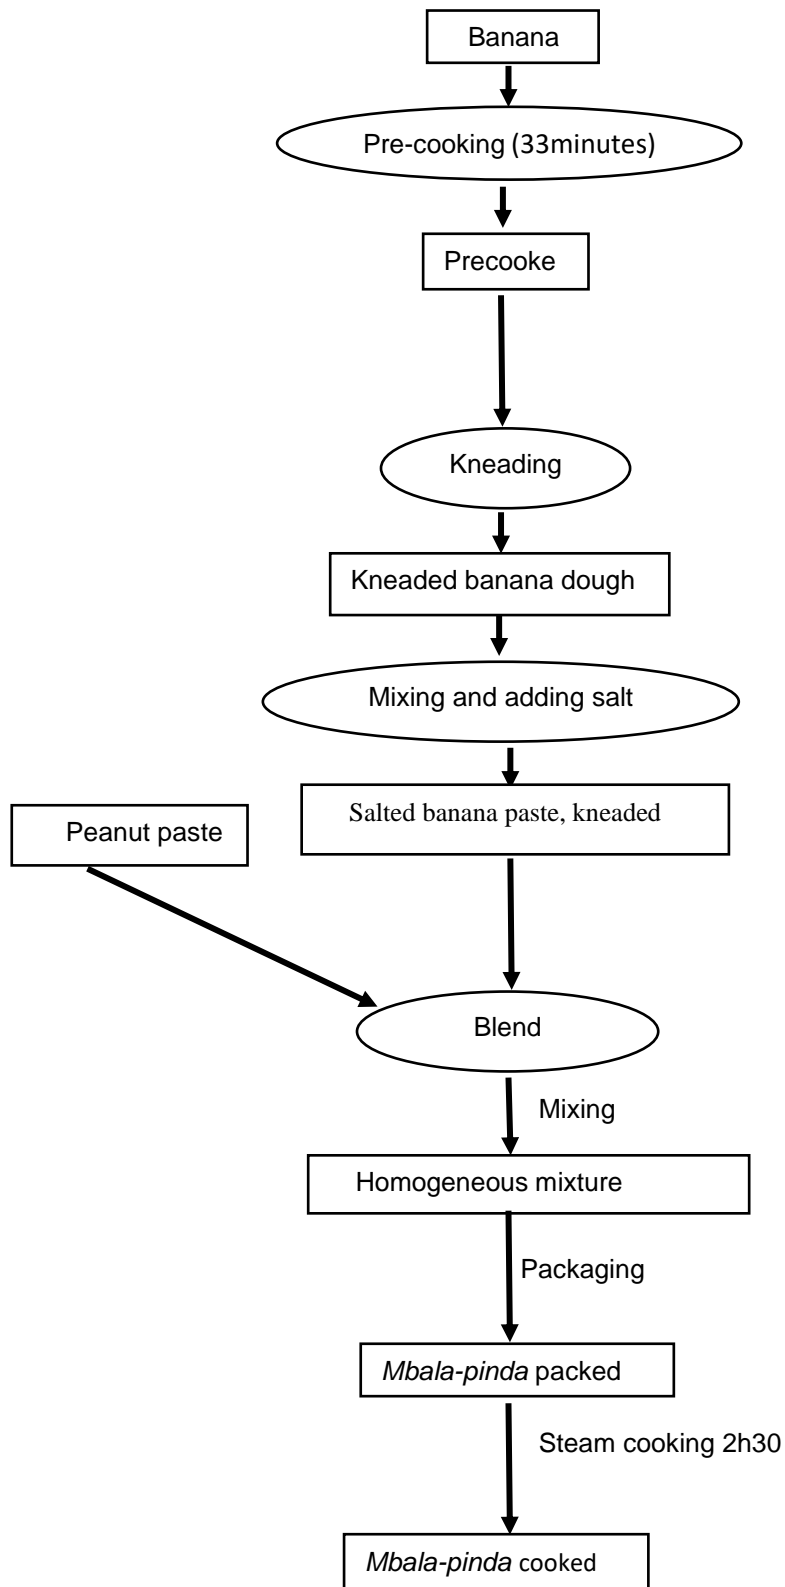 Banana
Pre-cooking (33minutes)
Precooke
Kneading
Kneaded banana dough
Mixing and adding salt
Salted banana paste, kneaded
Peanut paste
Blend
Mixing
Homogeneous mixture
Packaging
Mbala-pinda packed
Steam cooking 2h30
Mbala-pinda cooked